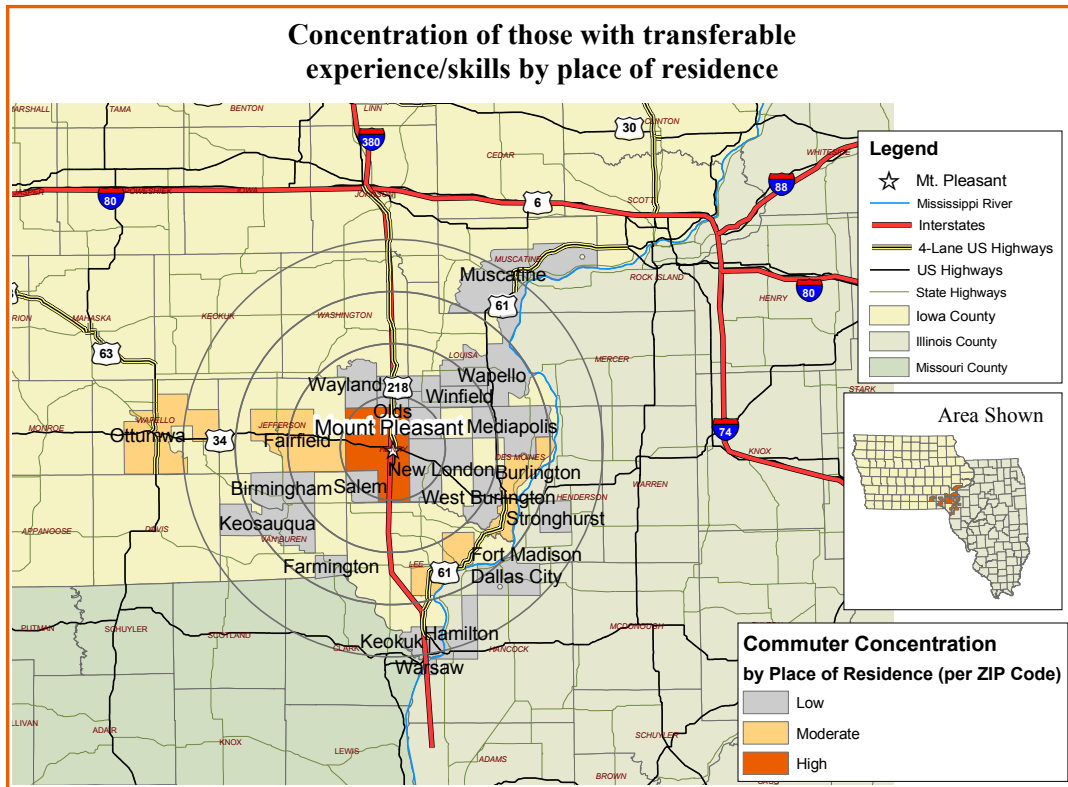 Concentration of those with transferable
experience/skills by place of residence
MARSHALL
TAMA
BENTON
LINN
CLINTON
30
380
CEDAR
WHITESIDE
Legend
Mt. Pleasant
Mississippi River
Interstates
4-Lane US Highways
US Highways
State Highways
Iowa County
Illinois County
Missouri County
88
JASPER
POWESHIEK
IOWA
JOHNSON
80
6
SCOTT
MUSCATINE
Muscatine
ROCK ISLAND
80
HENRY
61
MARION
MAHASKA
KEOKUK
WASHINGTON
63
LOUISA
MERCER
Wapello
Wayland
218
Winfield
STARK
Olds
Mount Pleasant
Mediapolis
MONROE
WAPELLO
Ottumwa
34
JEFFERSON
Fairfield
HENRY
74
KNOX
New London
DES MOINES
Burlington
Birmingham
Salem
West Burlington
HENDERSON
WARREN
Stronghurst
APPANOOSE
DAVIS
Keosauqua
VAN BUREN
Fort Madison
Farmington
LEE
61
Dallas City
PUTMAN
SCHUYLER
SCOTLAND
CLARK
Keokuk
Hamilton
HANCOCK
MCDONOUGH
Warsaw
LLIVAN
ADAIR
KNOX
LEWIS
ADAMS
SCHUYLER
BROWN
Area Shown
Commuter Concentration
by Place of Residence (per ZIP Code)
Low
Moderate
High